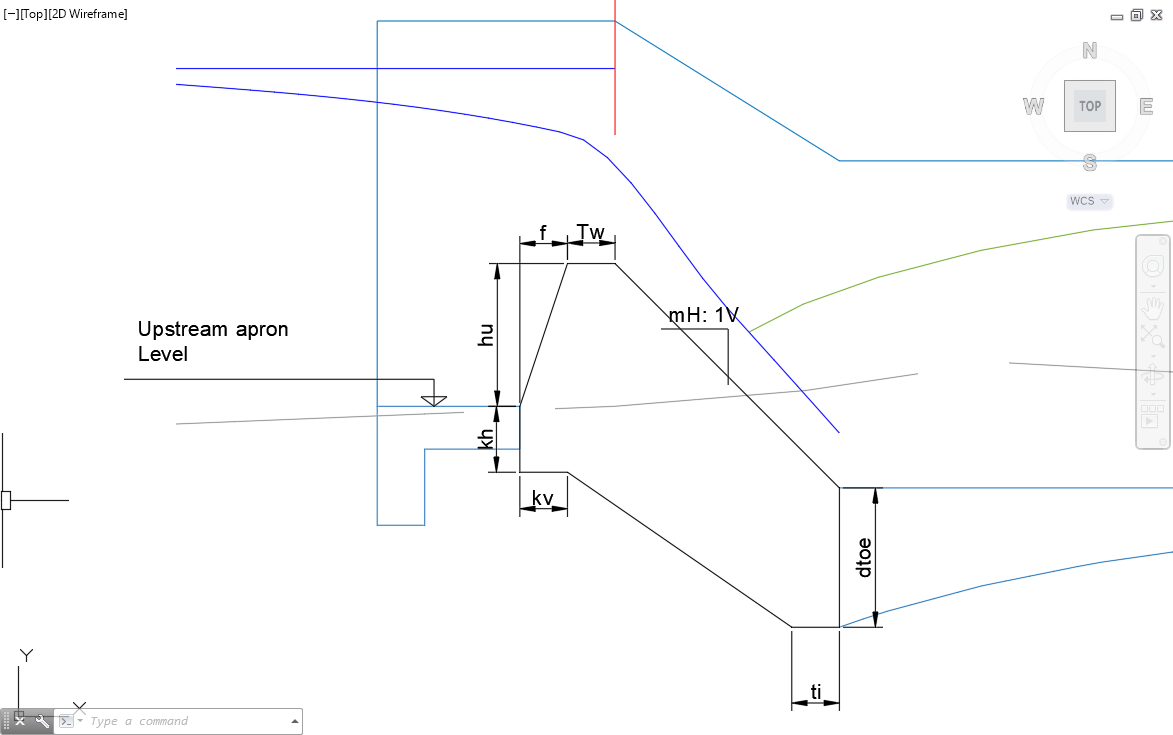 [−][Top][2D Wireframe]
N
W
TOP
E
S
WCS
f
Tw
mH: 1V
Upstream apron
Level
hu
kh
kv
dtoe
ti
Y
X
Type a command